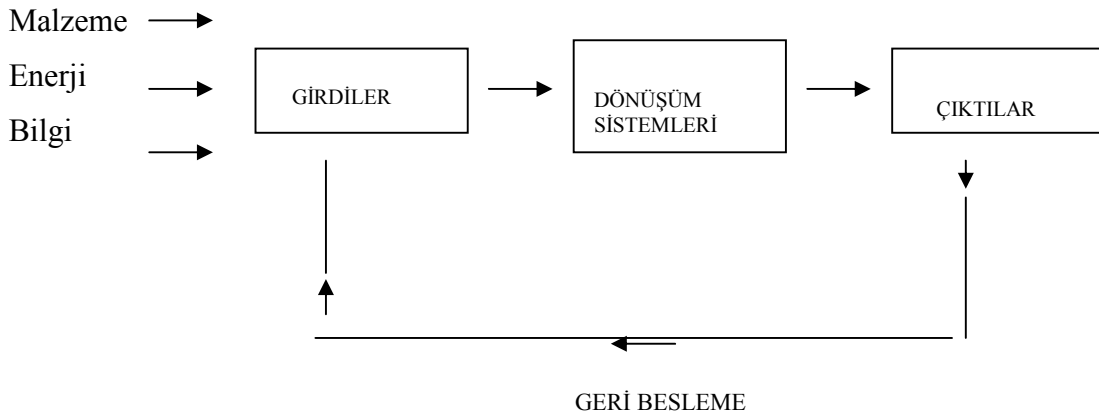 Malzeme
Enerji
Bilgi
GİRDİLER
DÖNÜŞÜM
SİSTEMLERİ
ÇIKTILAR
GERİ BESLEME